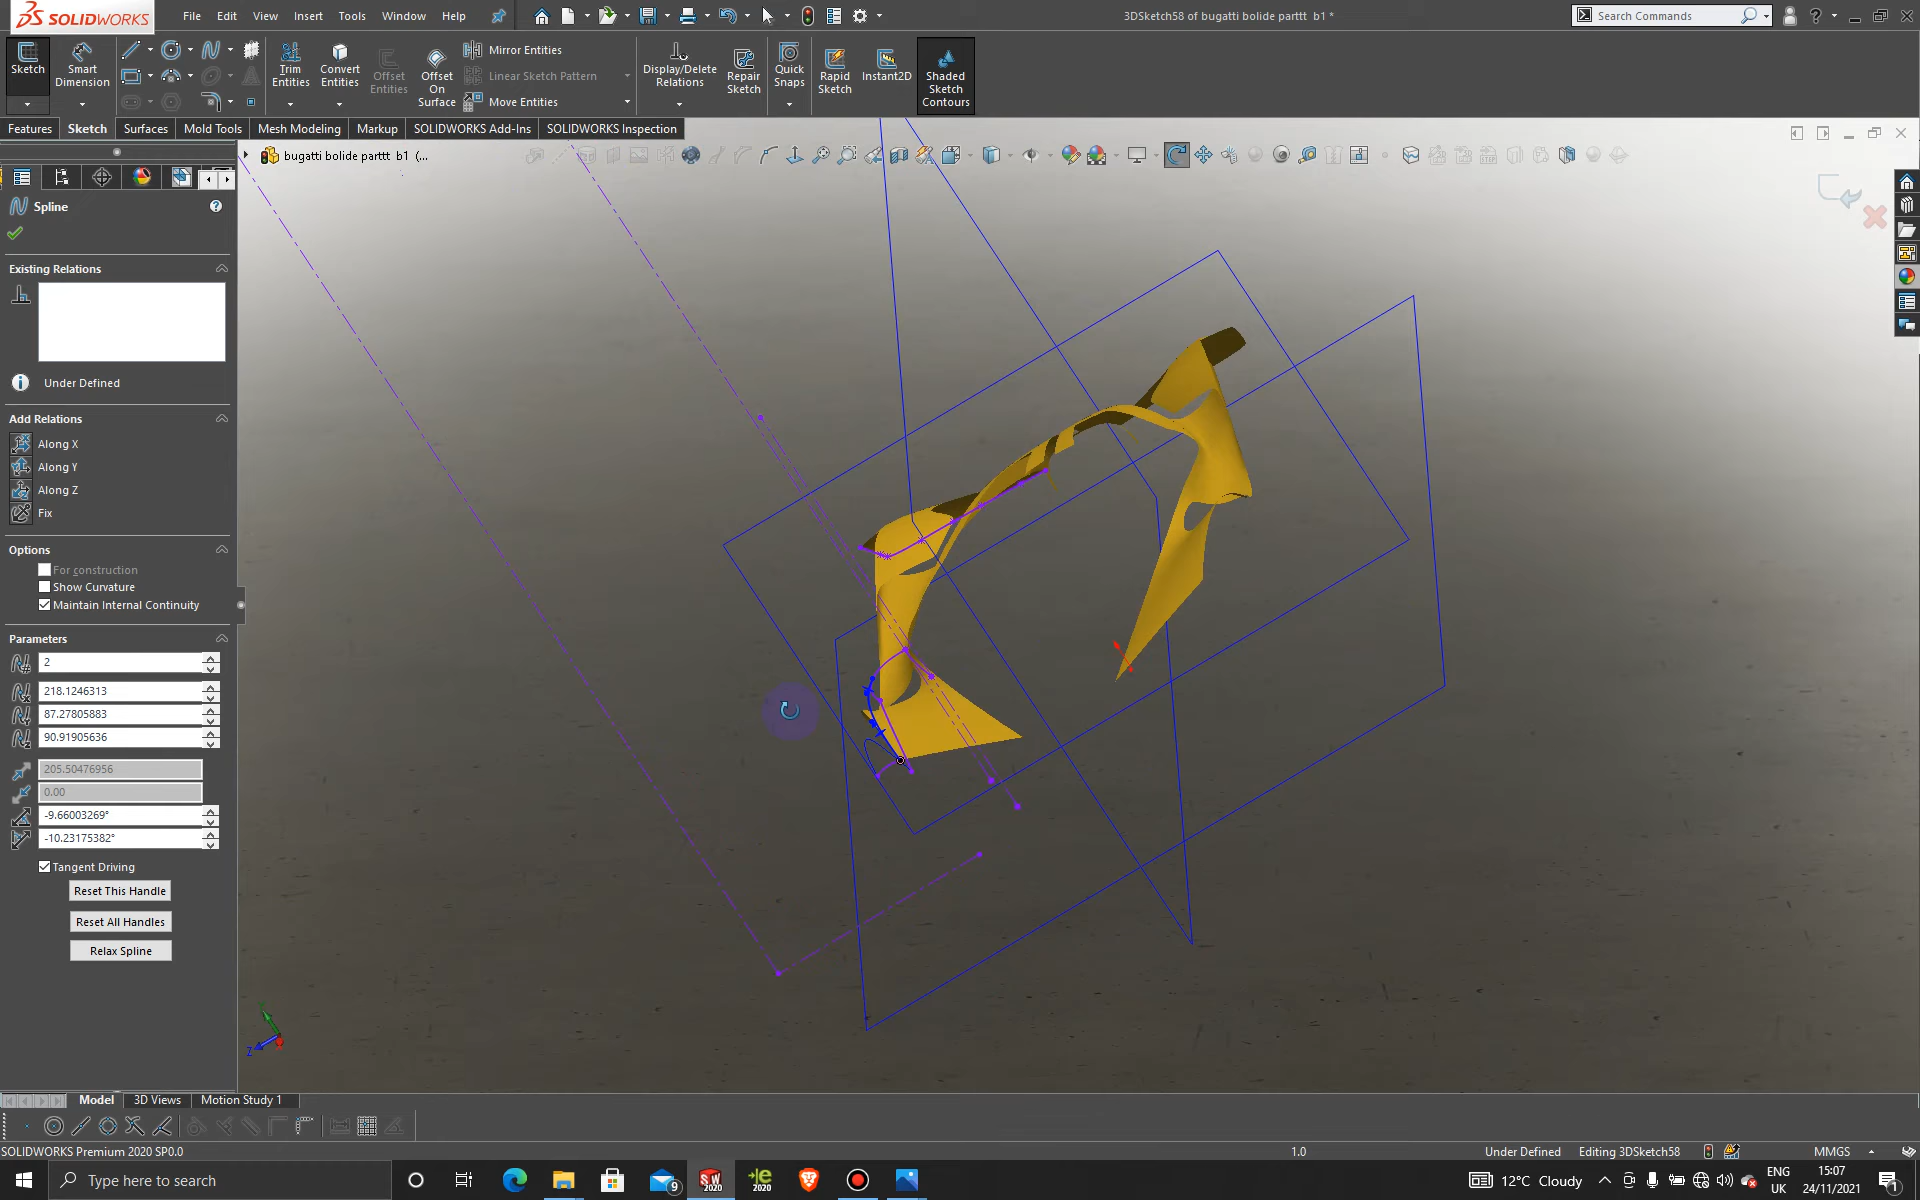 SOLIDWORKS File Edit View Insert Tools Window Help 3DSketch58 of bugatti bolide parttt b1 * Search Commands
Sketch Smart Dimension Trim Entities Convert Entities Offset Entities Offset On Surface Mirror Entities Linear Sketch Pattern Move Entities Display/Delete Relations Repair Sketch Quick Snaps Rapid Sketch Instant2D Shaded Sketch Contours
Features Sketch Surfaces Mold Tools Mesh Modeling Markup SOLIDWORKS Add-Ins SOLIDWORKS Inspection
bugatti bolide parttt b1 (...
Spline
Existing Relations
Under Defined
Add Relations
Along X
Along Y
Along Z
Fix
Options
For construction
Show Curvature
Maintain Internal Continuity
Parameters
2
218.1246313
87.27805883
90.91905636
205.50476956
0.00
-9.66003269°
-10.23175382°
Tangent Driving
Reset This Handle
Reset All Handles
Relax Spline
Z
Model 3D Views Motion Study 1
SOLIDWORKS Premium 2020 SP0.0 1.0 Under Defined Editing 3DSketch58 MMGS
Type here to search 9 SW 2020 e 2020 12°C Cloudy ENG UK 15:07 24/11/2021 1